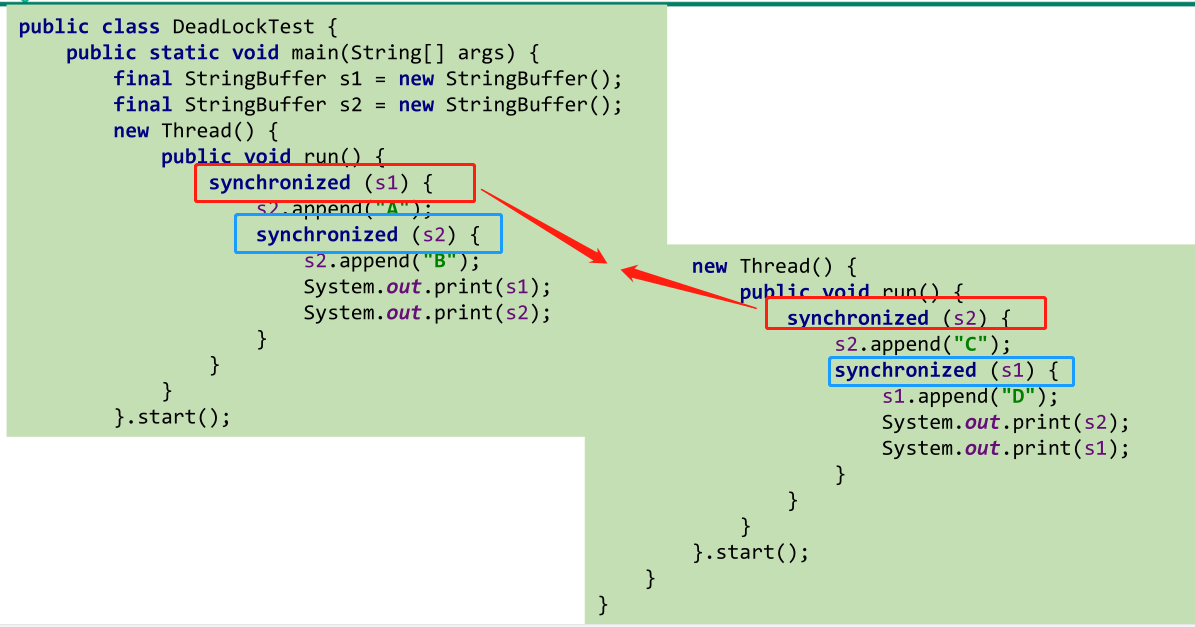 public class DeadLockTest {
public static void main(String[] args) {
final StringBuffer s1 = new StringBuffer();
final StringBuffer s2 = new StringBuffer();
new Thread() {
public void run() {
synchronized (s1) {
s2.append("A");
synchronized (s2) {
s2.append("B");
System.out.print(s1);
System.out.print(s2);
}
}
}
}.start();
new Thread() {
public void run() {
synchronized (s2) {
s2.append("C");
synchronized (s1) {
s1.append("D");
System.out.print(s2);
System.out.print(s1);
}
}
}
}.start();
}
}